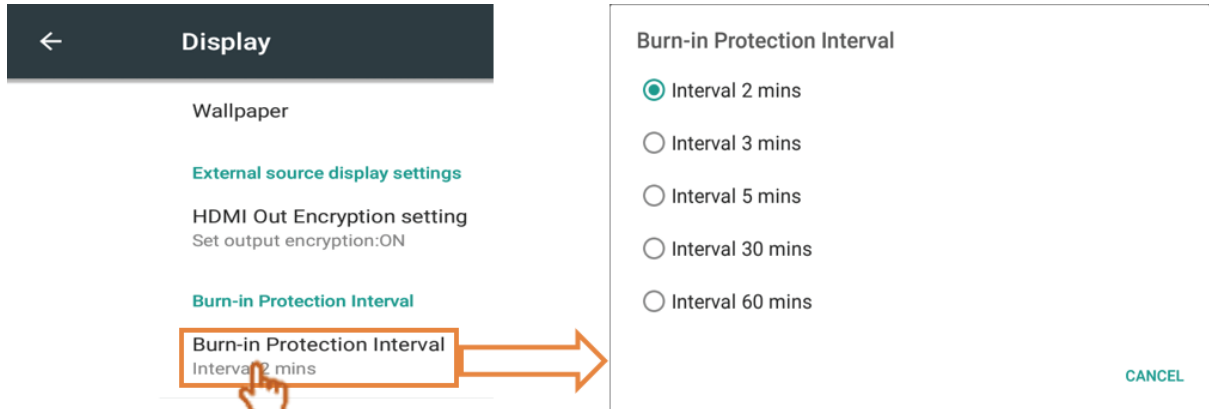 Display
Wallpaper
External source display settings
HDMI Out Encryption setting
Set output encryption:ON
Burn-in Protection Interval
Burn-in Protection Interval
Interval 2 mins
Burn-in Protection Interval
Interval 2 mins
Interval 3 mins
Interval 5 mins
Interval 30 mins
Interval 60 mins
CANCEL